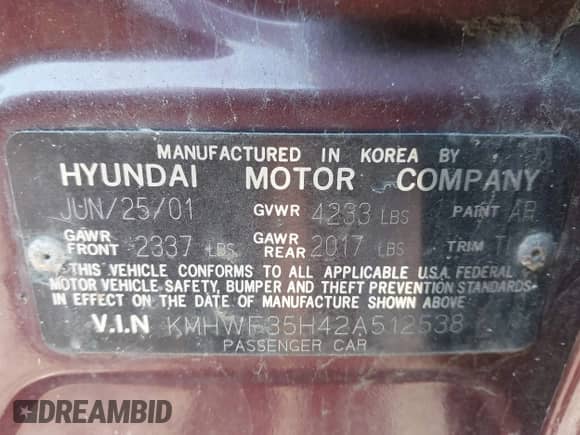 MANUFACTURED IN KOREA BY
HYUNDAI MOTOR COMPANY
JUN/25/01 GVWR 4233 LBS PAINT AR
GAWR FRONT 2337 LBS GAWR REAR 2017 LBS TRIM T
THIS VEHICLE CONFORMS TO ALL APPLICABLE U.S.A. FEDERAL
MOTOR VEHICLE SAFETY, BUMPER AND THEFT PREVENTION STANDARDS
IN EFFECT ON THE DATE OF MANUFACTURE SHOWN ABOVE.
V.I.N KMHWF35H42A512538
PASSENGER CAR
DREAMBID